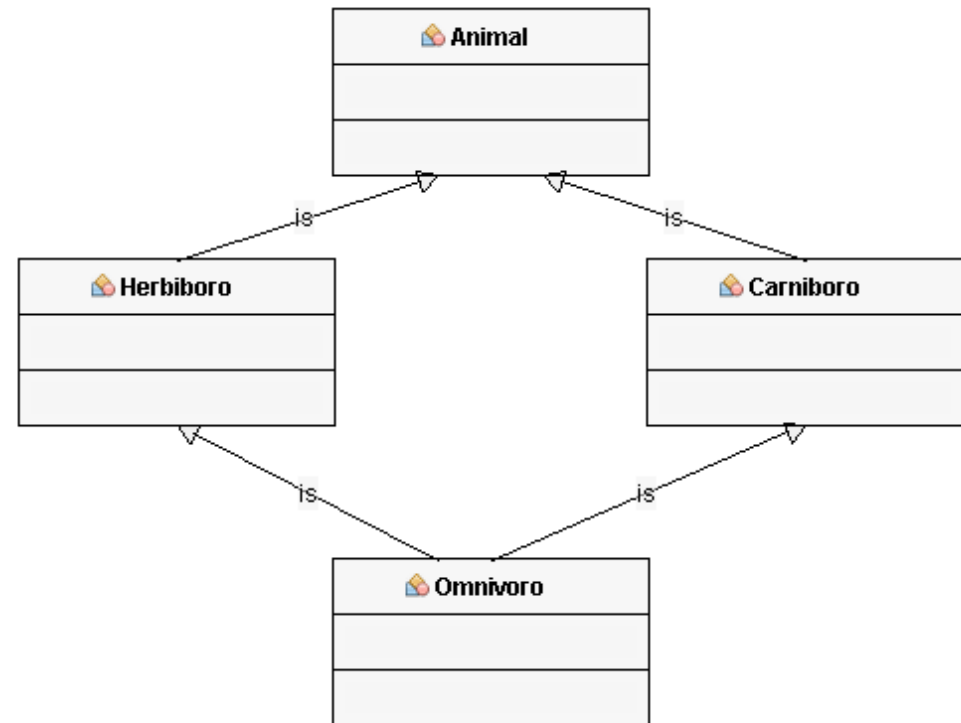 Animal
is
is
Herbiboro
Carniboro
is
is
Omnivoro